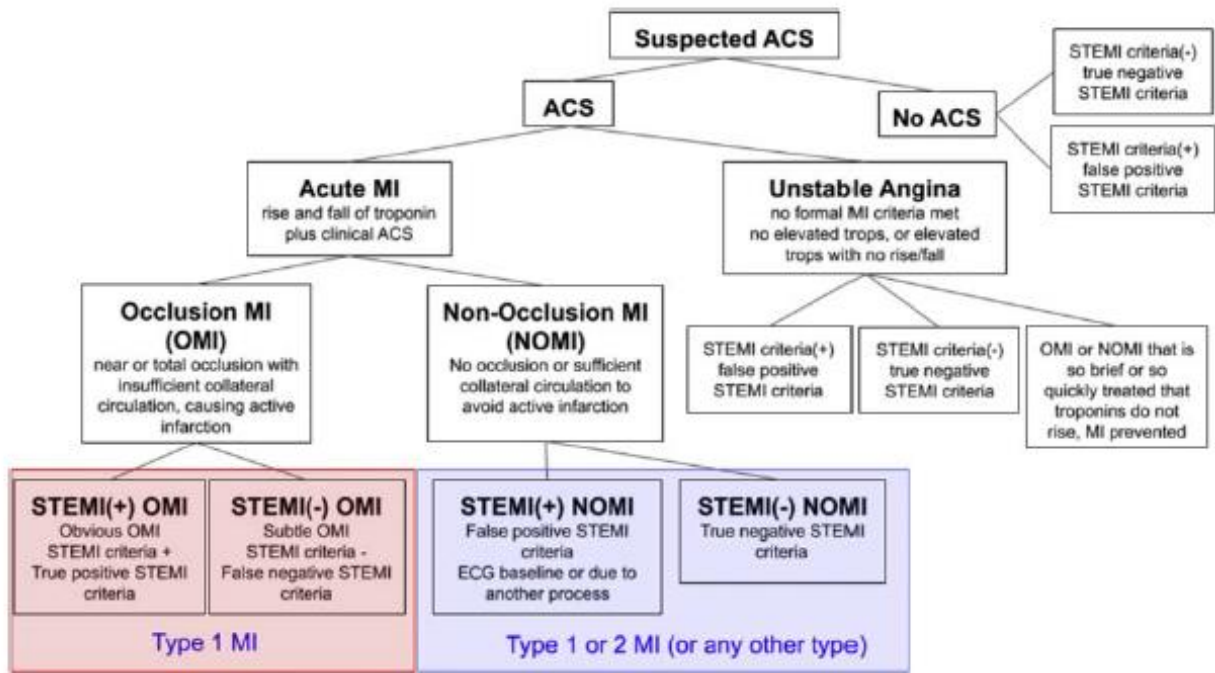 Suspected ACS
ACS
No ACS
STEMI criteria(-)
true negative
STEMI criteria
STEMI criteria(+)
false positive
STEMI criteria
Acute MI
rise and fall of troponin
plus clinical ACS
Unstable Angina
no formal MI criteria met
no elevated trops, or elevated
trops with no rise/fall
Occlusion MI
(OMI)
near or total occlusion with
insufficient collateral
circulation, causing active
infarction
Non-Occlusion MI
(NOMI)
No occlusion or sufficient
collateral circulation to
avoid active infarction
STEMI criteria(+)
false positive
STEMI criteria
STEMI criteria(-)
true negative
STEMI criteria
OMI or NOMI that is
so brief or so
quickly treated that
troponins do not
rise, MI prevented
STEMI(+) OMI
Obvious OMI
STEMI criteria +
True positive STEMI
criteria
STEMI(-) OMI
Subtle OMI
STEMI criteria -
False negative STEMI
criteria
STEMI(+) NOMI
False positive STEMI
criteria
ECG baseline or due to
another process
STEMI(-) NOMI
True negative STEMI
criteria
Type 1 MI
Type 1 or 2 MI (or any other type)